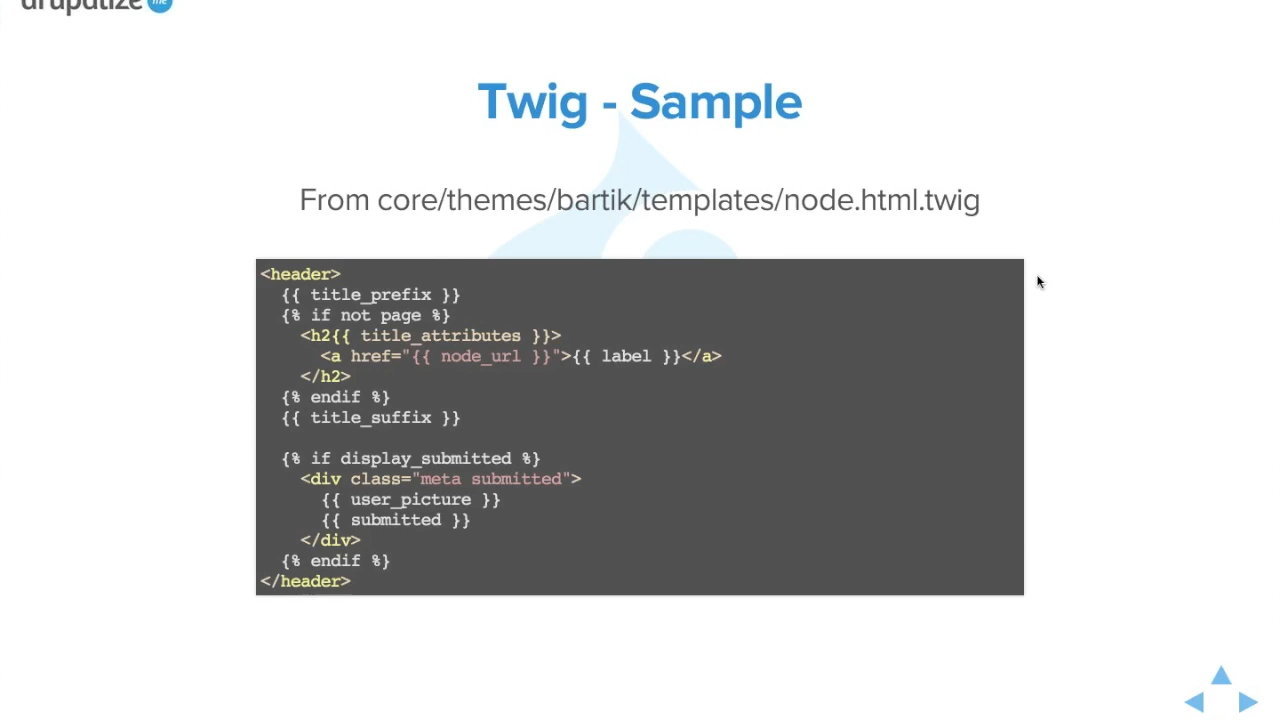 drupalize me
Twig - Sample
From core/themes/bartik/templates/node.html.twig
<header>
  {{ title_prefix }}
  {% if not page %}
    <h2{{ title_attributes }}>
      <a href="{{ node_url }}">{{ label }}</a>
    </h2>
  {% endif %}
  {{ title_suffix }}

  {% if display_submitted %}
    <div class="meta submitted">
      {{ user_picture }}
      {{ submitted }}
    </div>
  {% endif %}
</header>